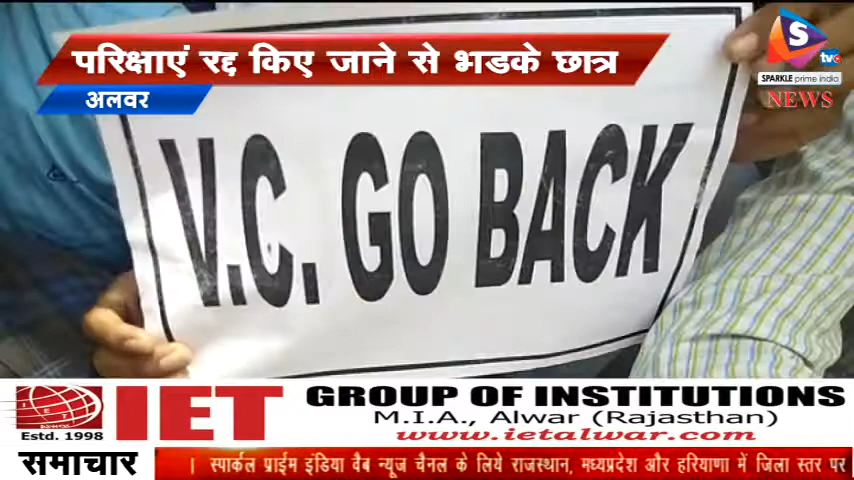 परिक्षाएं रद्द किए जाने से भडके छात्र
अलवर
S
tv
SPARKLE prime india
NEWS
V.C. GO BACK
IET
Estd. 1998
IET
GROUP OF INSTITUTIONS
M.I.A., Alwar (Rajasthan)
www.ietalwar.com
समाचार
। स्पार्कल प्राईम इंडिया वैब न्यूज चैनल के लिये राजस्थान, मध्यप्रदेश और हरियाणा में जिला स्तर पर